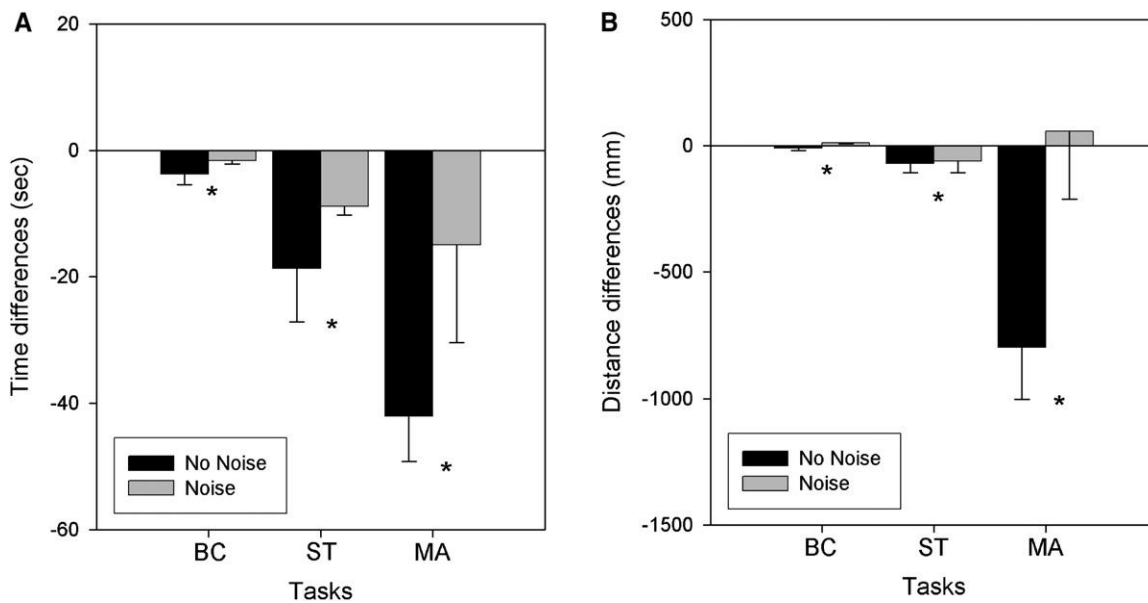 A
20
0
-20
-40
-60
Time differences (sec)
*
*
*
No Noise
Noise
BC ST MA
Tasks
B
500
0
-500
-1000
-1500
Distance differences (mm)
*
*
*
No Noise
Noise
BC ST MA
Tasks